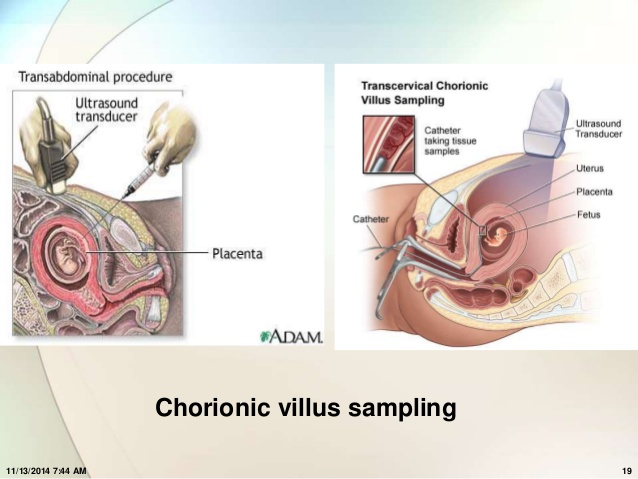 Transabdominal procedure
Ultrasound
transducer
Placenta
ADAM.
Transcervical Chorionic
Villus Sampling
Catheter
taking tissue
samples
Ultrasound
Transducer
Uterus
Placenta
Fetus
Catheter
Chorionic villus sampling
11/13/2014 7:44 AM
19